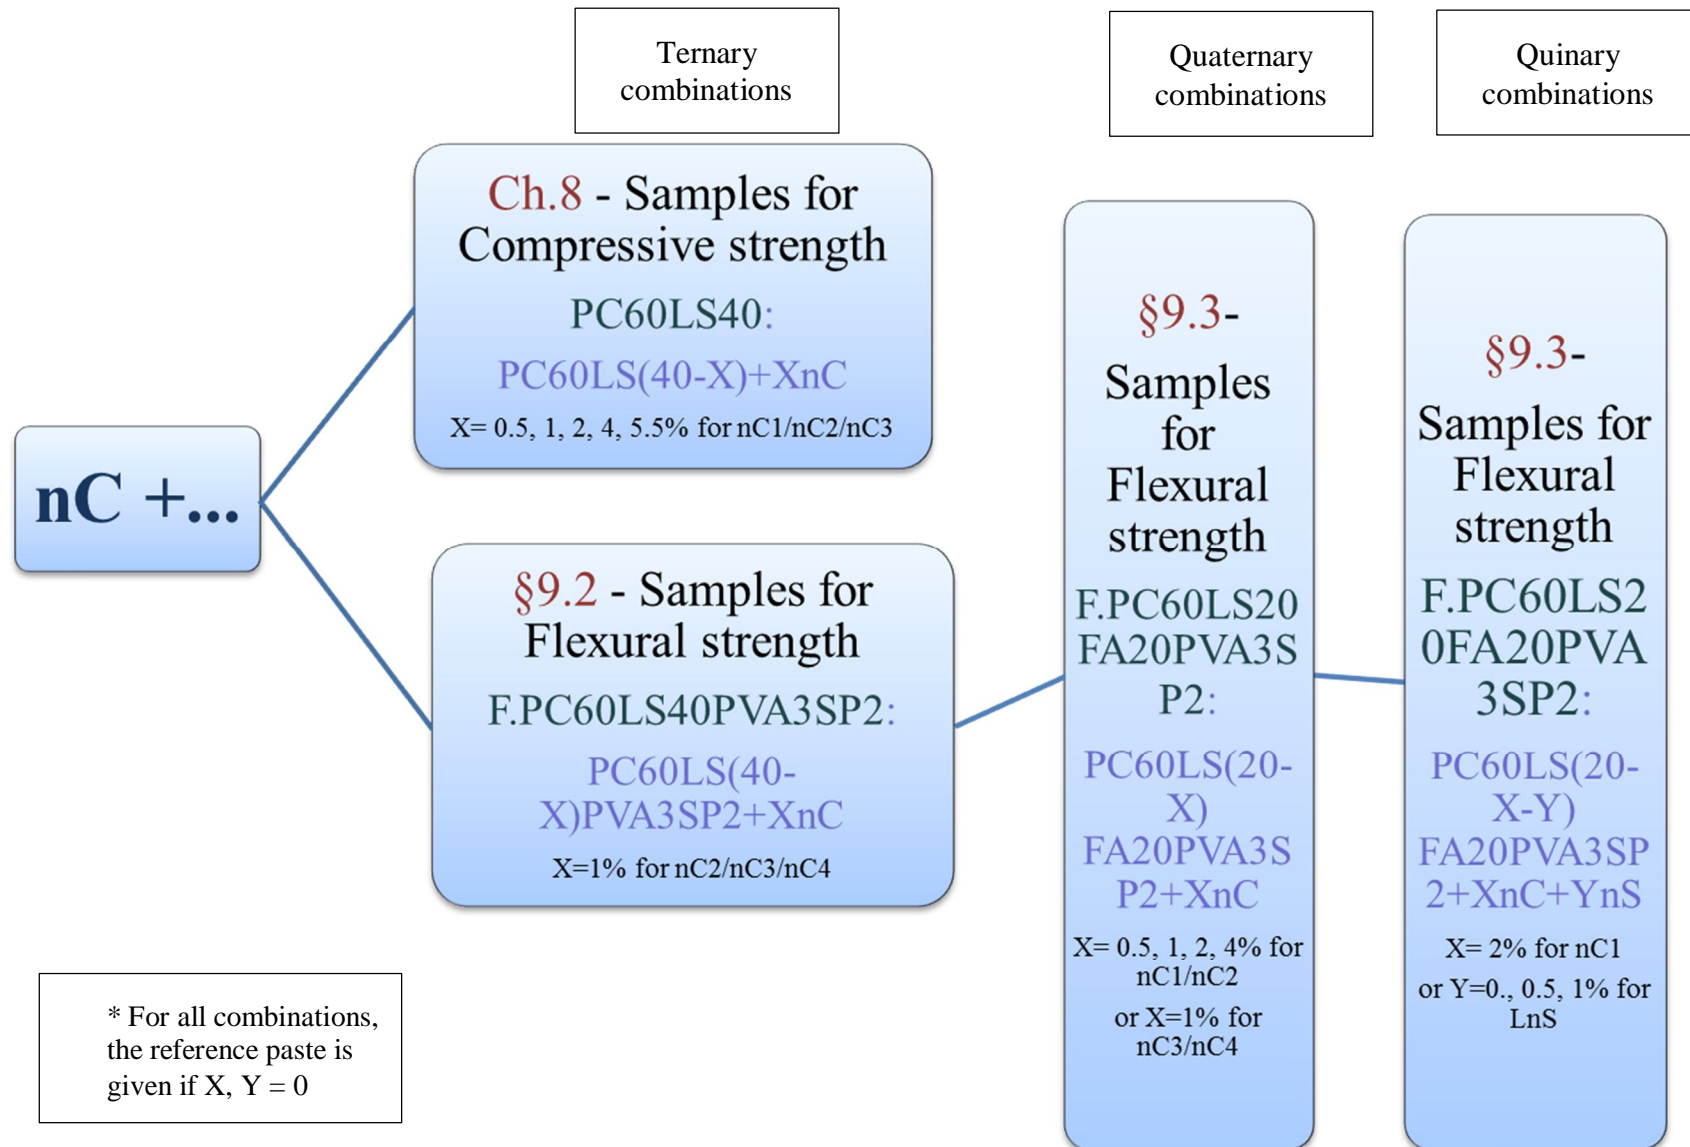 Ternary
combinations
Quaternary
combinations
Quinary
combinations
nC +...
Ch.8 - Samples for
Compressive strength
PC60LS40:
PC60LS(40-X)+XnC
X= 0.5, 1, 2, 4, 5.5% for nC1/nC2/nC3
§9.2 - Samples for
Flexural strength
F.PC60LS40PVA3SP2:
PC60LS(40-
X)PVA3SP2+XnC
X=1% for nC2/nC3/nC4
§9.3-
Samples
for
Flexural
strength
F.PC60LS20
FA20PVA3S
P2:
PC60LS(20-
X)
FA20PVA3S
P2+XnC
X= 0.5, 1, 2, 4% for
nC1/nC2
or X=1% for
nC3/nC4
§9.3-
Samples for
Flexural
strength
F.PC60LS2
0FA20PVA
3SP2:
PC60LS(20-
X-Y)
FA20PVA3SP
2+XnC+YnS
X= 2% for nC1
or Y=0., 0.5, 1% for
LnS
* For all combinations,
the reference paste is
given if X, Y = 0